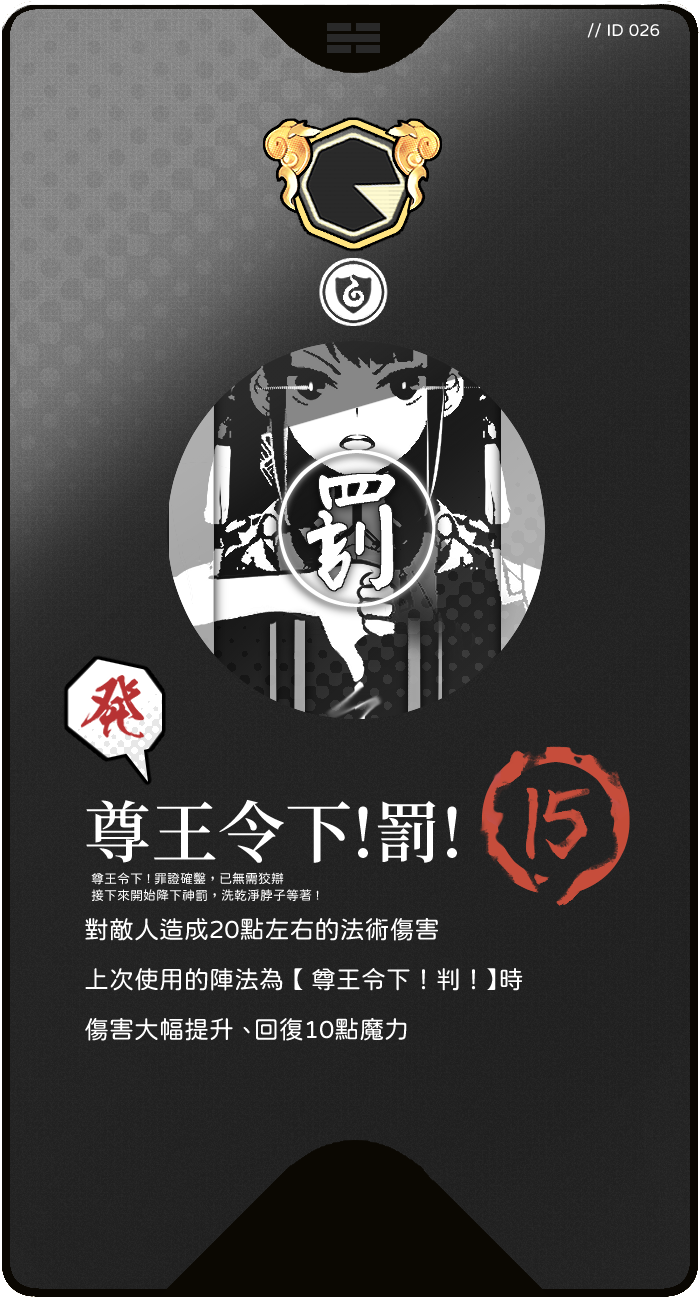 // ID 026
罰
発
尊王令下!罰!
15
尊王令下！罪證確鑿，已無需狡辯
接下來開始降下神罰，洗乾淨脖子等著！
對敵人造成20點左右的法術傷害
上次使用的陣法為【 尊王令下！判！】時
傷害大幅提升、回復10點魔力